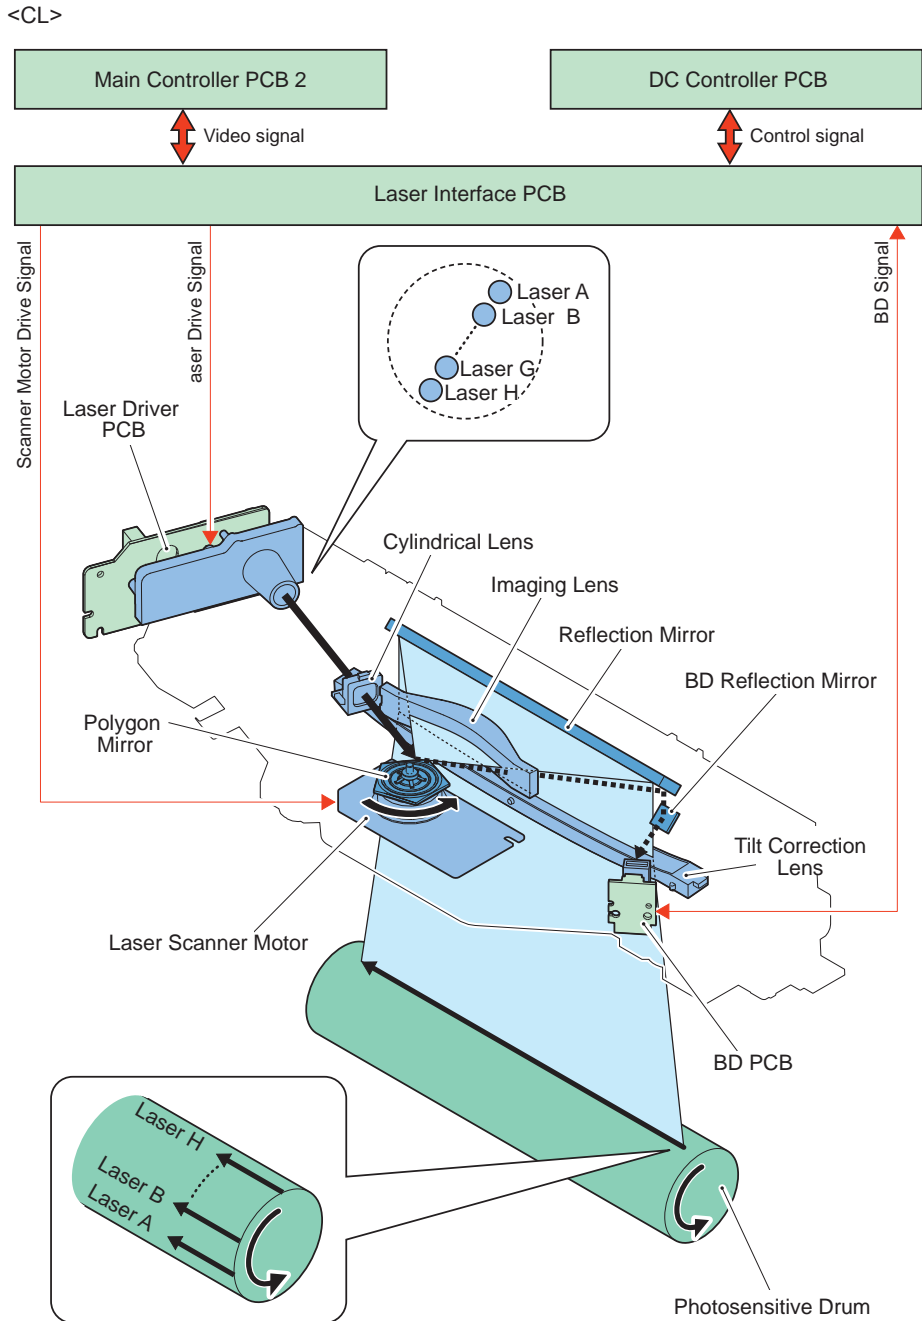 <CL>
Main Controller PCB 2
DC Controller PCB
Video signal
Control signal
Laser Interface PCB
Scanner Motor Drive Signal
aser Drive Signal
BD Signal
Laser A
Laser B
Laser G
Laser H
Laser Driver
PCB
Cylindrical Lens
Imaging Lens
Reflection Mirror
BD Reflection Mirror
Polygon
Mirror
Tilt Correction
Lens
Laser Scanner Motor
BD PCB
Laser H
Laser B
Laser A
Photosensitive Drum